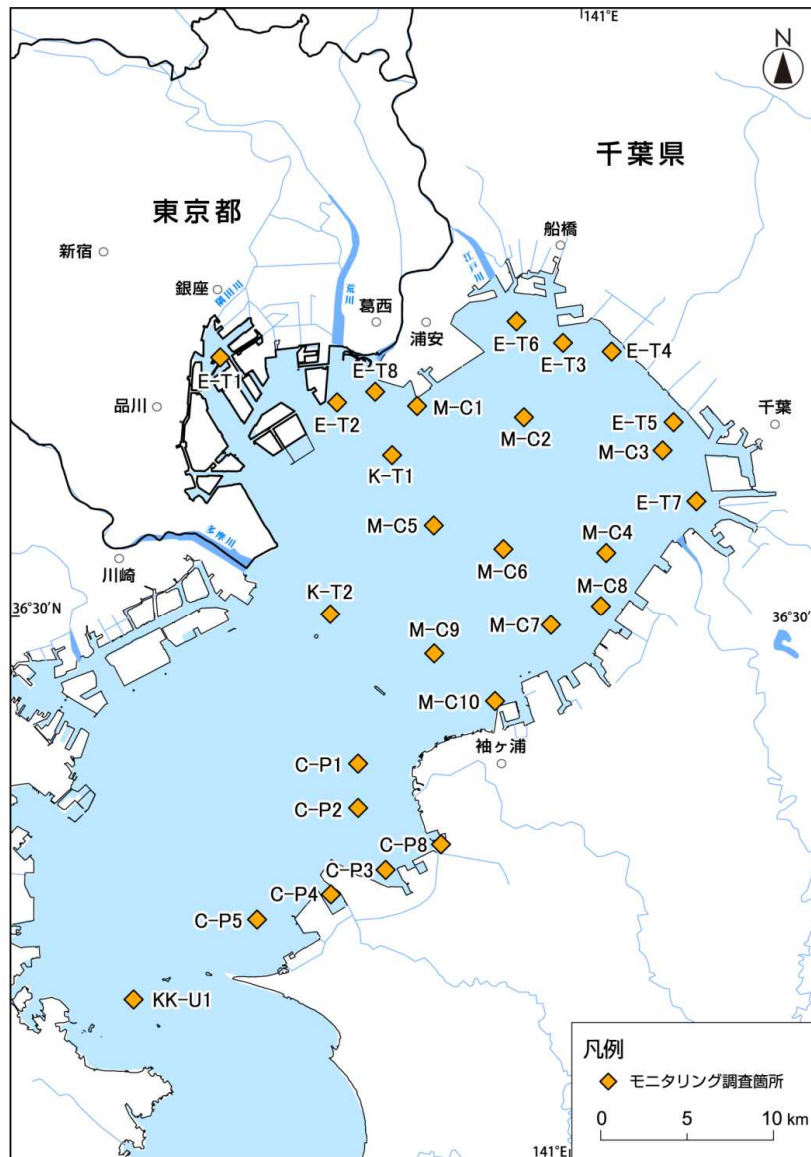 141°E
N
千葉県
東京都
船橋
新宿
江戸川
銀座
隅田川
荒川
葛西
浦安
E-T6
E-T3
E-T4
E-T1
E-T8
品川
E-T2
M-C1
M-C2
E-T5
千葉
M-C3
K-T1
E-T7
M-C5
多摩川
M-C4
川崎
M-C6
M-C8
36°30′N
K-T2
36°30′
M-C7
M-C9
M-C10
袖ヶ浦
C-P1
C-P2
C-P8
C-P3
C-P4
C-P5
KK-U1
凡例
モニタリング調査箇所
0 5 10 km
141°E